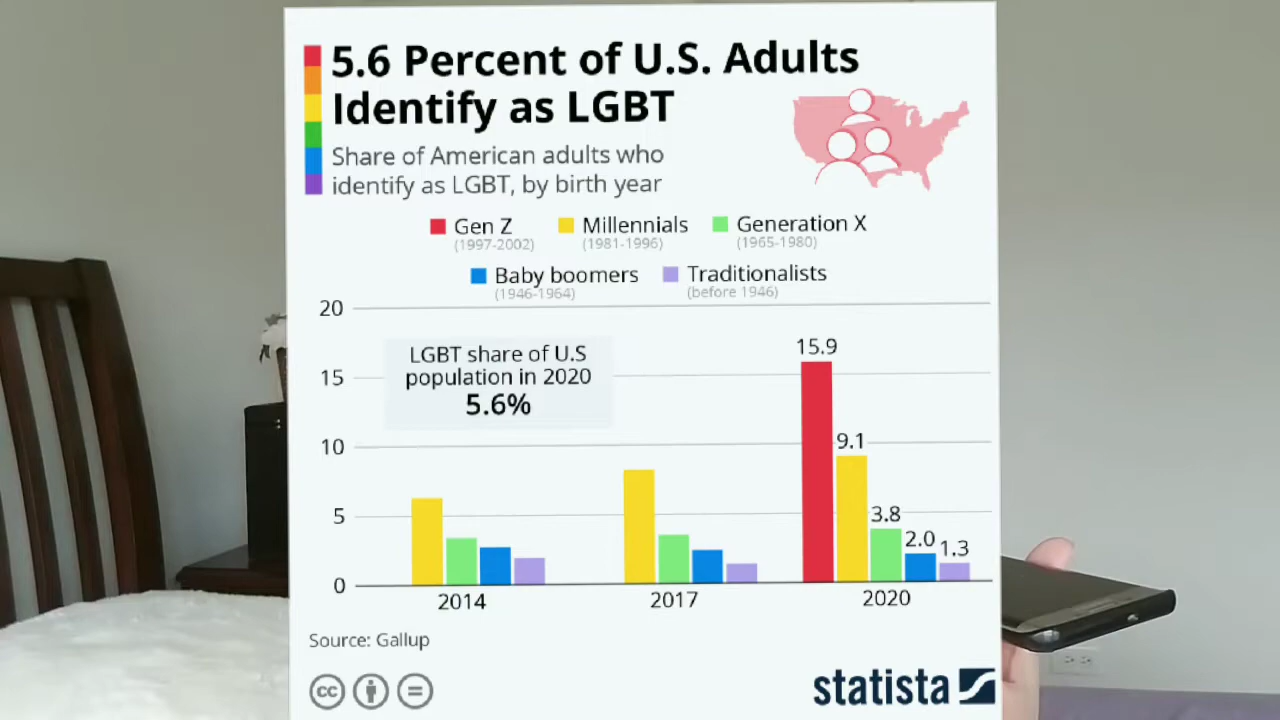 5.6 Percent of U.S. Adults
Identify as LGBT
Share of American adults who
identify as LGBT, by birth year
Gen Z
(1997-2002)
Millennials
(1981-1996)
Generation X
(1965-1980)
Baby boomers
(1946-1964)
Traditionalists
(before 1946)
20
15
10
5
0
LGBT share of U.S
population in 2020
5.6%
15.9
9.1
3.8
2.0
1.3
2014
2017
2020
Source: Gallup
cc
statista